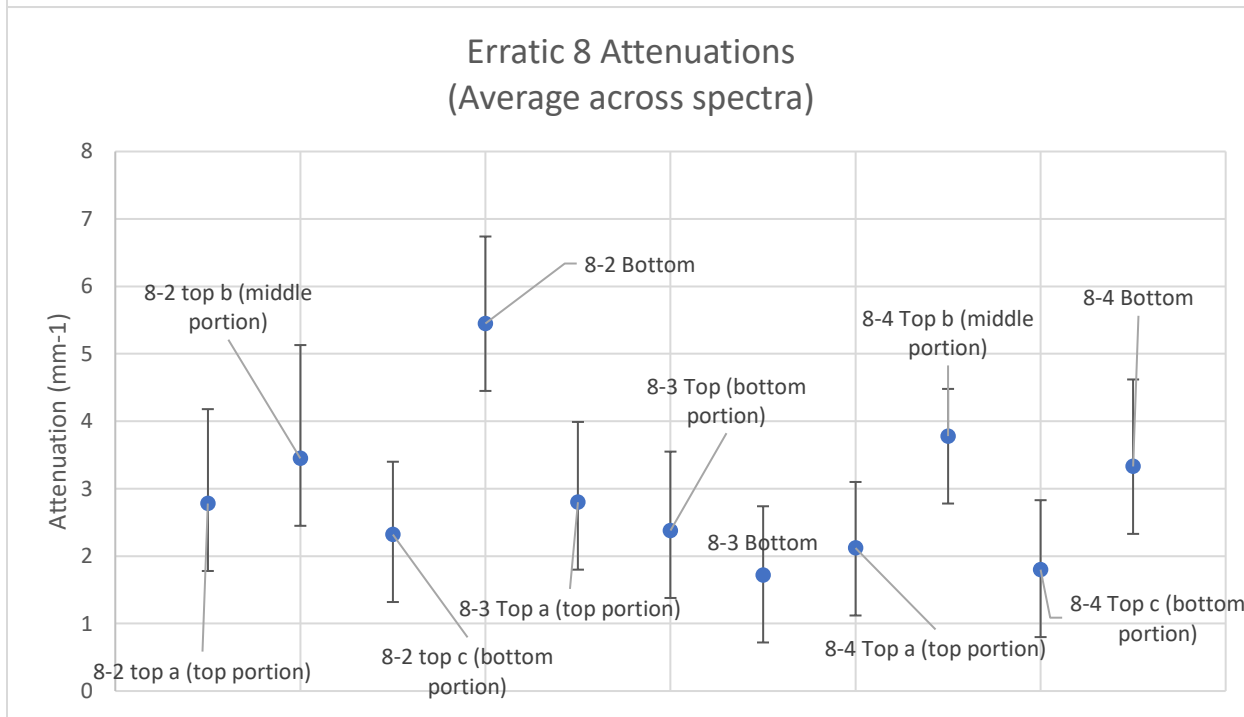 Erratic 8 Attenuations
(Average across spectra)
Attenuation (mm-1)
8
7
6
5
4
3
2
1
0
8-2 top a (top portion)
8-2 top b (middle
portion)
8-2 top c (bottom
portion)
8-2 Bottom
8-3 Top a (top portion)
8-3 Top (bottom
portion)
8-3 Bottom
8-4 Top a (top portion)
8-4 Top b (middle
portion)
8-4 Top c (bottom
portion)
8-4 Bottom